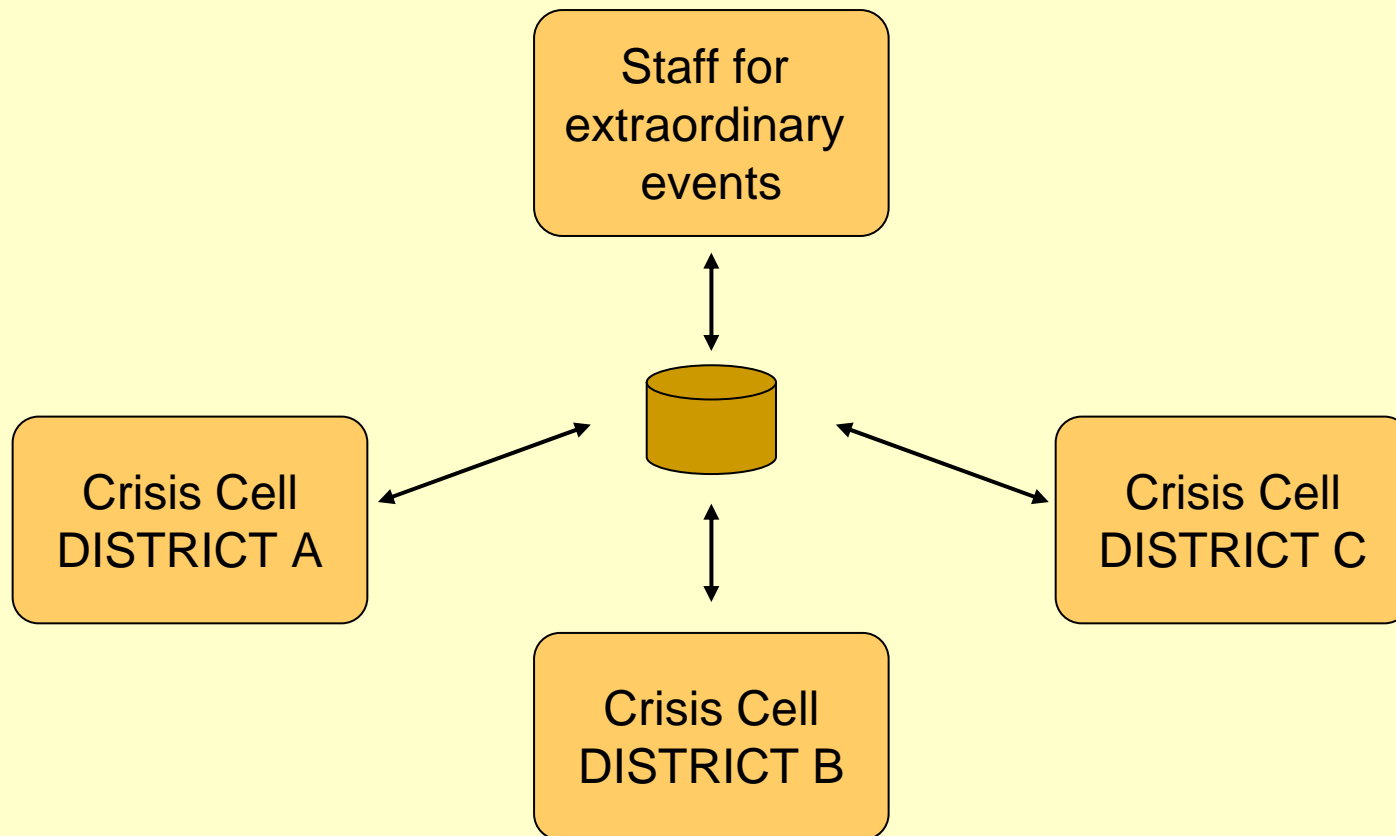 Staff for
extraordinary
events
Crisis Cell
DISTRICT A
Crisis Cell
DISTRICT C
Crisis Cell
DISTRICT B